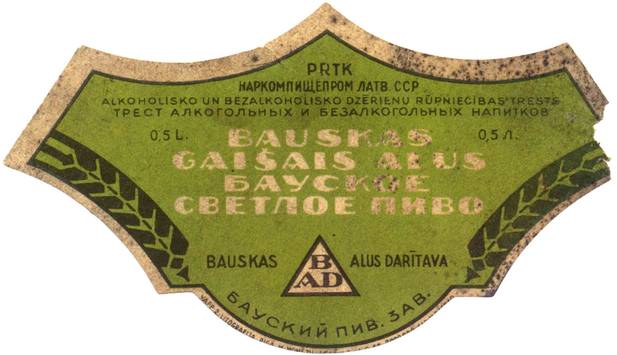 PRTK
НАРКОМПИЩЕПРОМ ЛАТВ. ССР
ALKOHOLISKO UN BEZALKOHOLISKO DZĒRIENU RŪPNIECĪBAS TRESTS
ТРЕСТ АЛКОГОЛЬНЫХ И БЕЗАЛКОГОЛЬНЫХ НАПИТКОВ
0,5 L. 0,5 Л.
BAUSKAS
GAIŠAIS ALUS
БАУСКОЕ
СВЕТЛОЕ ПИВО
BAUSKAS BAD ALUS DARĪTAVA
БАУСКИЙ ПИВ. ЗАВ.